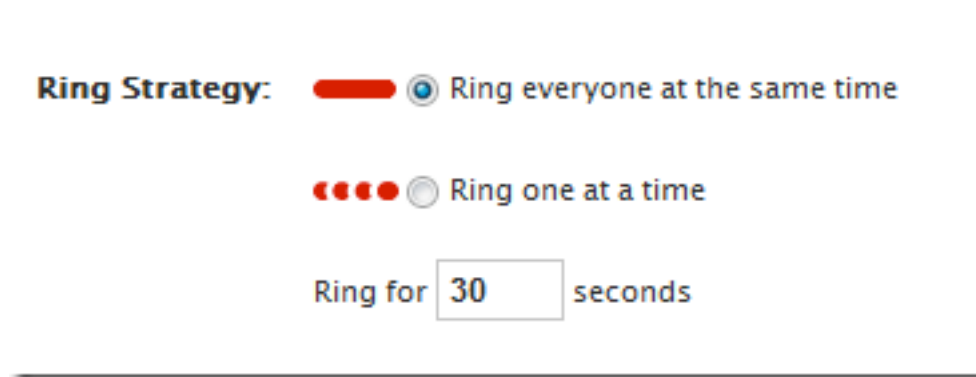 Ring Strategy: Ring everyone at the same time
Ring one at a time
Ring for 30 seconds